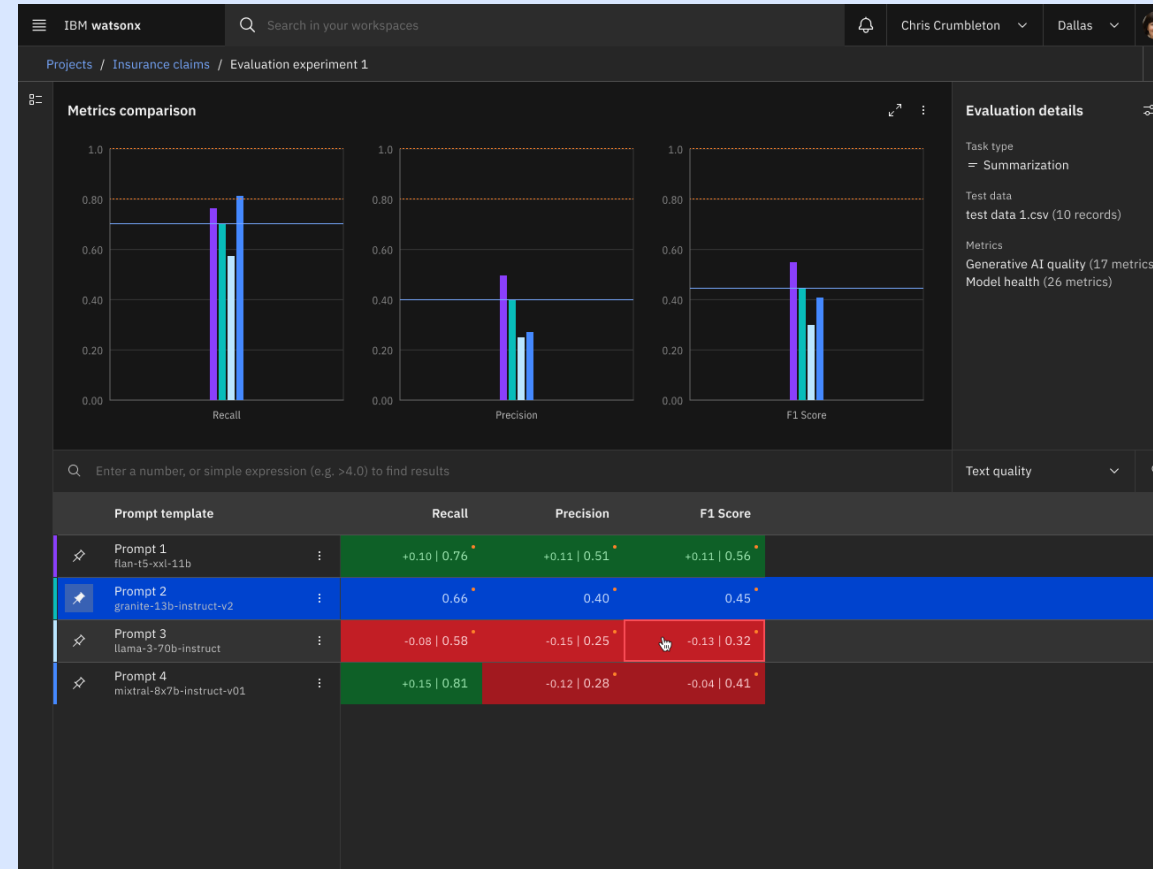 IBM watsonx
Search in your workspaces
Chris Crumbleton
Dallas
Projects / Insurance claims / Evaluation experiment 1
Metrics comparison
1.0
0.80
0.60
0.40
0.20
0.00
Recall
1.0
0.80
0.60
0.40
0.20
0.00
Precision
1.0
0.80
0.60
0.40
0.20
0.00
F1 Score
Evaluation details
Task type
Summarization
Test data
test data 1.csv (10 records)
Metrics
Generative AI quality (17 metrics
Model health (26 metrics)
Enter a number, or simple expression (e.g. >4.0) to find results
Text quality
Prompt template Recall Precision F1 Score
Prompt 1
flan-t5-xxl-11b
+0.10 | 0.76 +0.11 | 0.51 +0.11 | 0.56
Prompt 2
granite-13b-instruct-v2
0.66 0.40 0.45
Prompt 3
llama-3-70b-instruct
-0.08 | 0.58 -0.15 | 0.25 -0.13 | 0.32
Prompt 4
mixtral-8x7b-instruct-v01
+0.15 | 0.81 -0.12 | 0.28 -0.04 | 0.41